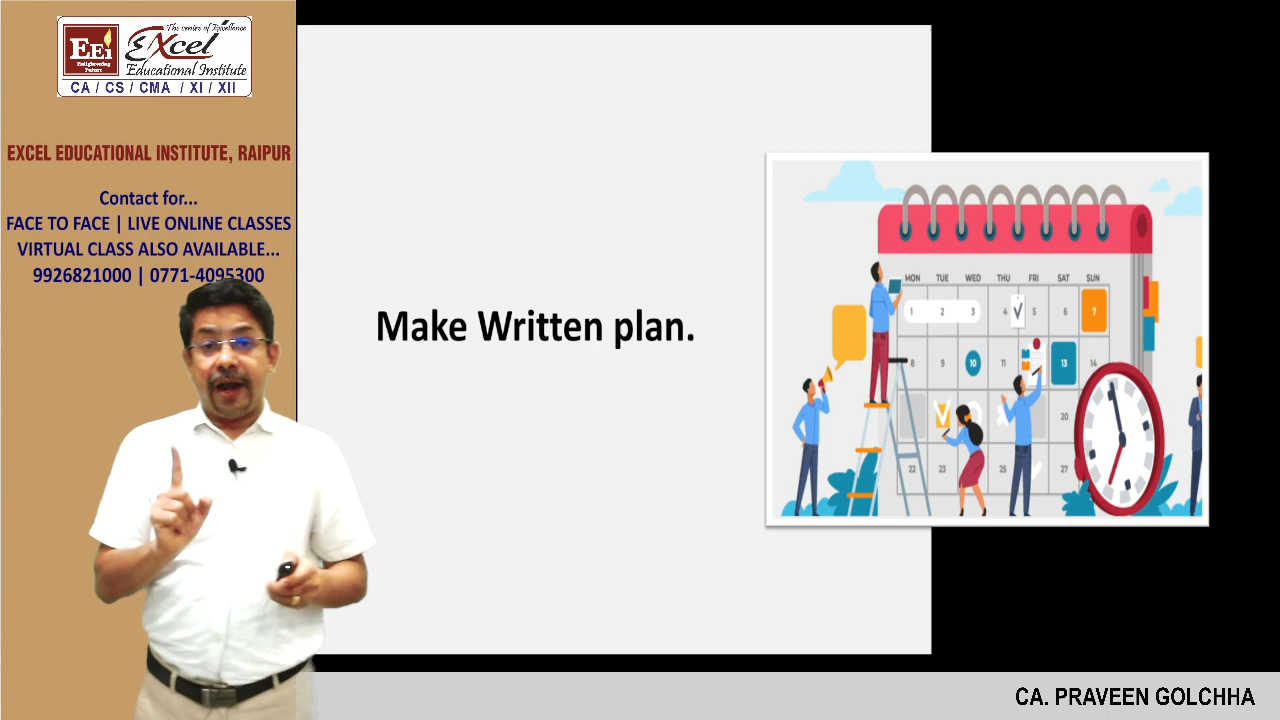 The centre of Excellence
EEi
Enlightening
Future
Excel
Educational Institute
CA / CS / CMA / XI / XII
EXCEL EDUCATIONAL INSTITUTE, RAIPUR
Contact for...
FACE TO FACE | LIVE ONLINE CLASSES
VIRTUAL CLASS ALSO AVAILABLE...
9926821000 | 0771-4095300
Make Written plan.
MON TUE WED THU FRI SAT SUN
1 2 3 4 5 6 7
8 9 10 11 13 14
20
22 23 25 27
CA. PRAVEEN GOLCHHA